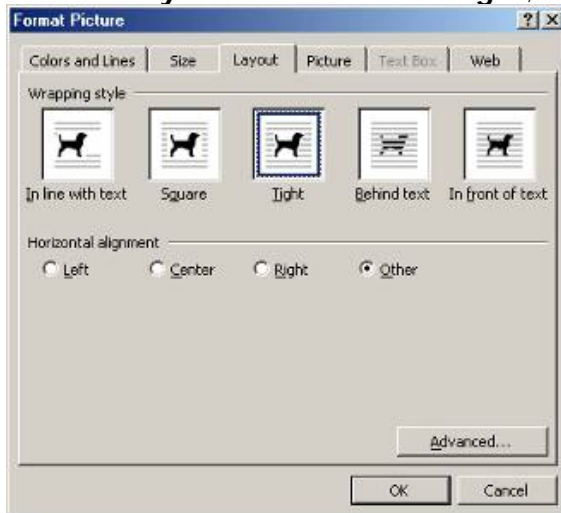 Format Picture
Colors and Lines Size Layout Picture Text Box Web
Wrapping style
In line with text Square Tight Behind text In front of text
Horizontal alignment
Left Center Right Other
Advanced...
OK Cancel